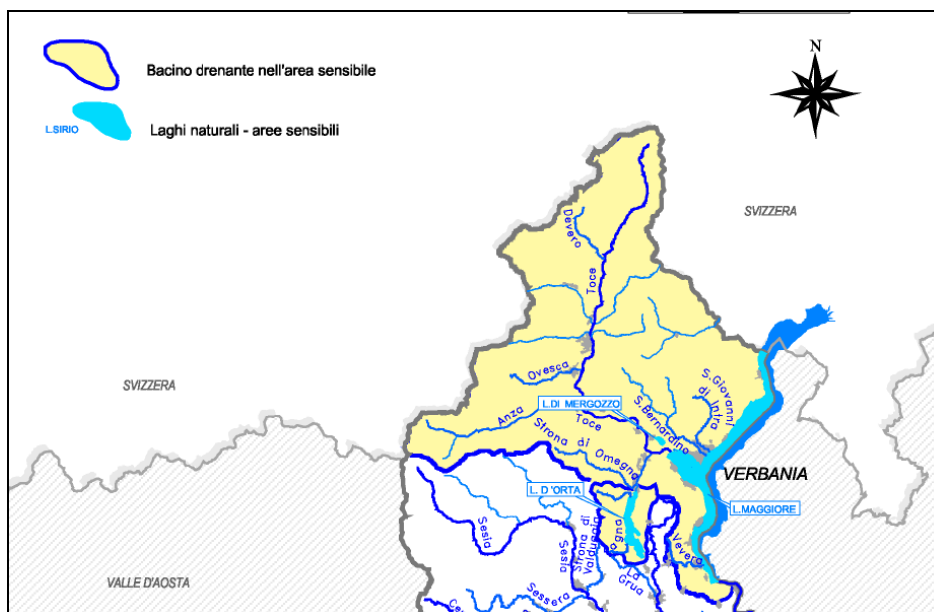 Bacino drenante nell'area sensibile
L.SIRIO
Laghi naturali - aree sensibili
N
SVIZZERA
Devero
Toce
SVIZZERA
Ovesca
L.DI MERGOZZO
S.Giovanni
di Intra
S.Bernardino
Anza
Toce
Strona di Omegna
VERBANIA
L. D'ORTA
L.MAGGIORE
Sesia
Sesia
Strona di
Valduggia
Lagna
Vevera
La
Grua
VALLE D'AOSTA
Sessera